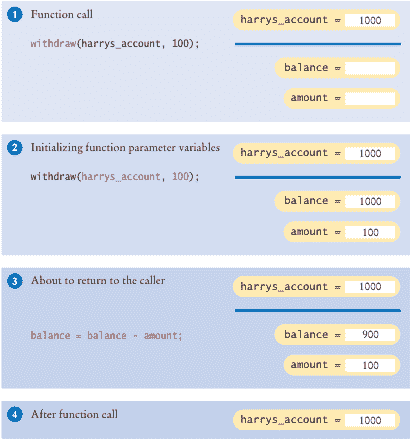 1 Function call
harrys_account = 1000
withdraw(harrys_account, 100);
balance =
amount =
2 Initializing function parameter variables
harrys_account = 1000
withdraw(harrys_account, 100);
balance = 1000
amount = 100
3 About to return to the caller
harrys_account = 1000
balance = balance - amount;
balance = 900
amount = 100
4 After function call
harrys_account = 1000